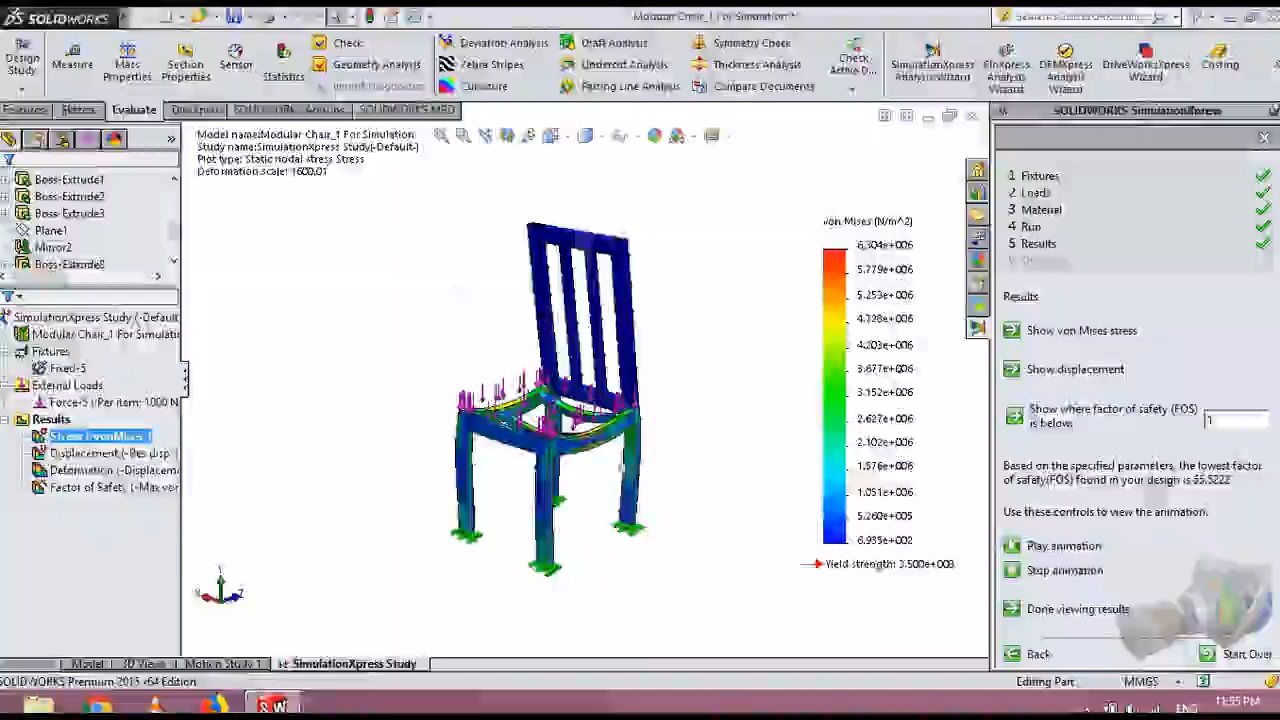 SOLIDWORKS
Modular Chair_1 For Simulation *
Design Study
Measure
Mass Properties
Section Properties
Sensor
Statistics
Check
Geometry Analysis
Import Diagnostics
Deviation Analysis
Zebra Stripes
Curvature
Draft Analysis
Undercut Analysis
Parting Line Analysis
Symmetry Check
Thickness Analysis
Compare Documents
Check Active D...
SimulationXpress Analysis Wizard
FloXpress Analysis Wizard
DFMXpress Analysis Wizard
DriveWorksXpress Wizard
Costing
Features
Evaluate
SOLIDWORKS MBD
SOLIDWORKS SimulationXpress
Boss-Extrude1
Boss-Extrude2
Boss-Extrude3
Plane1
Mirror2
SimulationXpress Study (-Default
Modular Chair_1 For Simulation
Fixtures
Fixed-5
External Loads
Force-5 (:Per item: 1000 N
Results
Displacement (-Res disp
Deformation (-Displaceme
Factor of Safety (-Max von
Model name:Modular Chair_1 For Simulation
Study name:SimulationXpress Study(-Default-)
Plot type: Static nodal stress Stress
Deformation scale: 1600.01
von Mises (N/m^2)
6.304e+006
5.779e+006
5.253e+006
4.728e+006
4.203e+006
3.677e+006
3.152e+006
2.627e+006
2.102e+006
1.576e+006
1.051e+006
5.260e+005
Yield strength: 3.500e+008
1 Fixtures
2 Loads
3 Material
4 Run
5 Results
Results
Show von Mises stress
Show displacement
Show where factor of safety (FOS)
is below:
1
Based on the specified parameters, the lowest factor
of safety(FOS) found in your design is 55.5222
Use these controls to view the animation.
Play animation
Stop animation
Done viewing results
Back
Start Over
Model
3D Views
Motion Study 1
SimulationXpress Study
SOLIDWORKS Premium 2015 x64 Edition
Editing Part
MMGS
ENG
11:55 PM